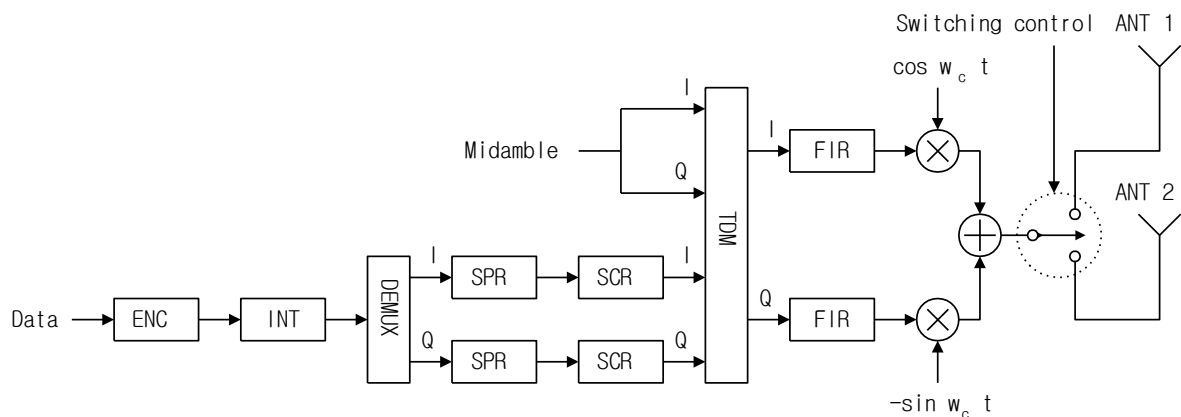 Switching control
ANT 1
cos w_c t
I
I
Midamble
FIR
Q
ANT 2
TDM
I
I
DEMUX
SPR
SCR
Q
Data
ENC
INT
FIR
Q
Q
SPR
SCR
-sin w_c t